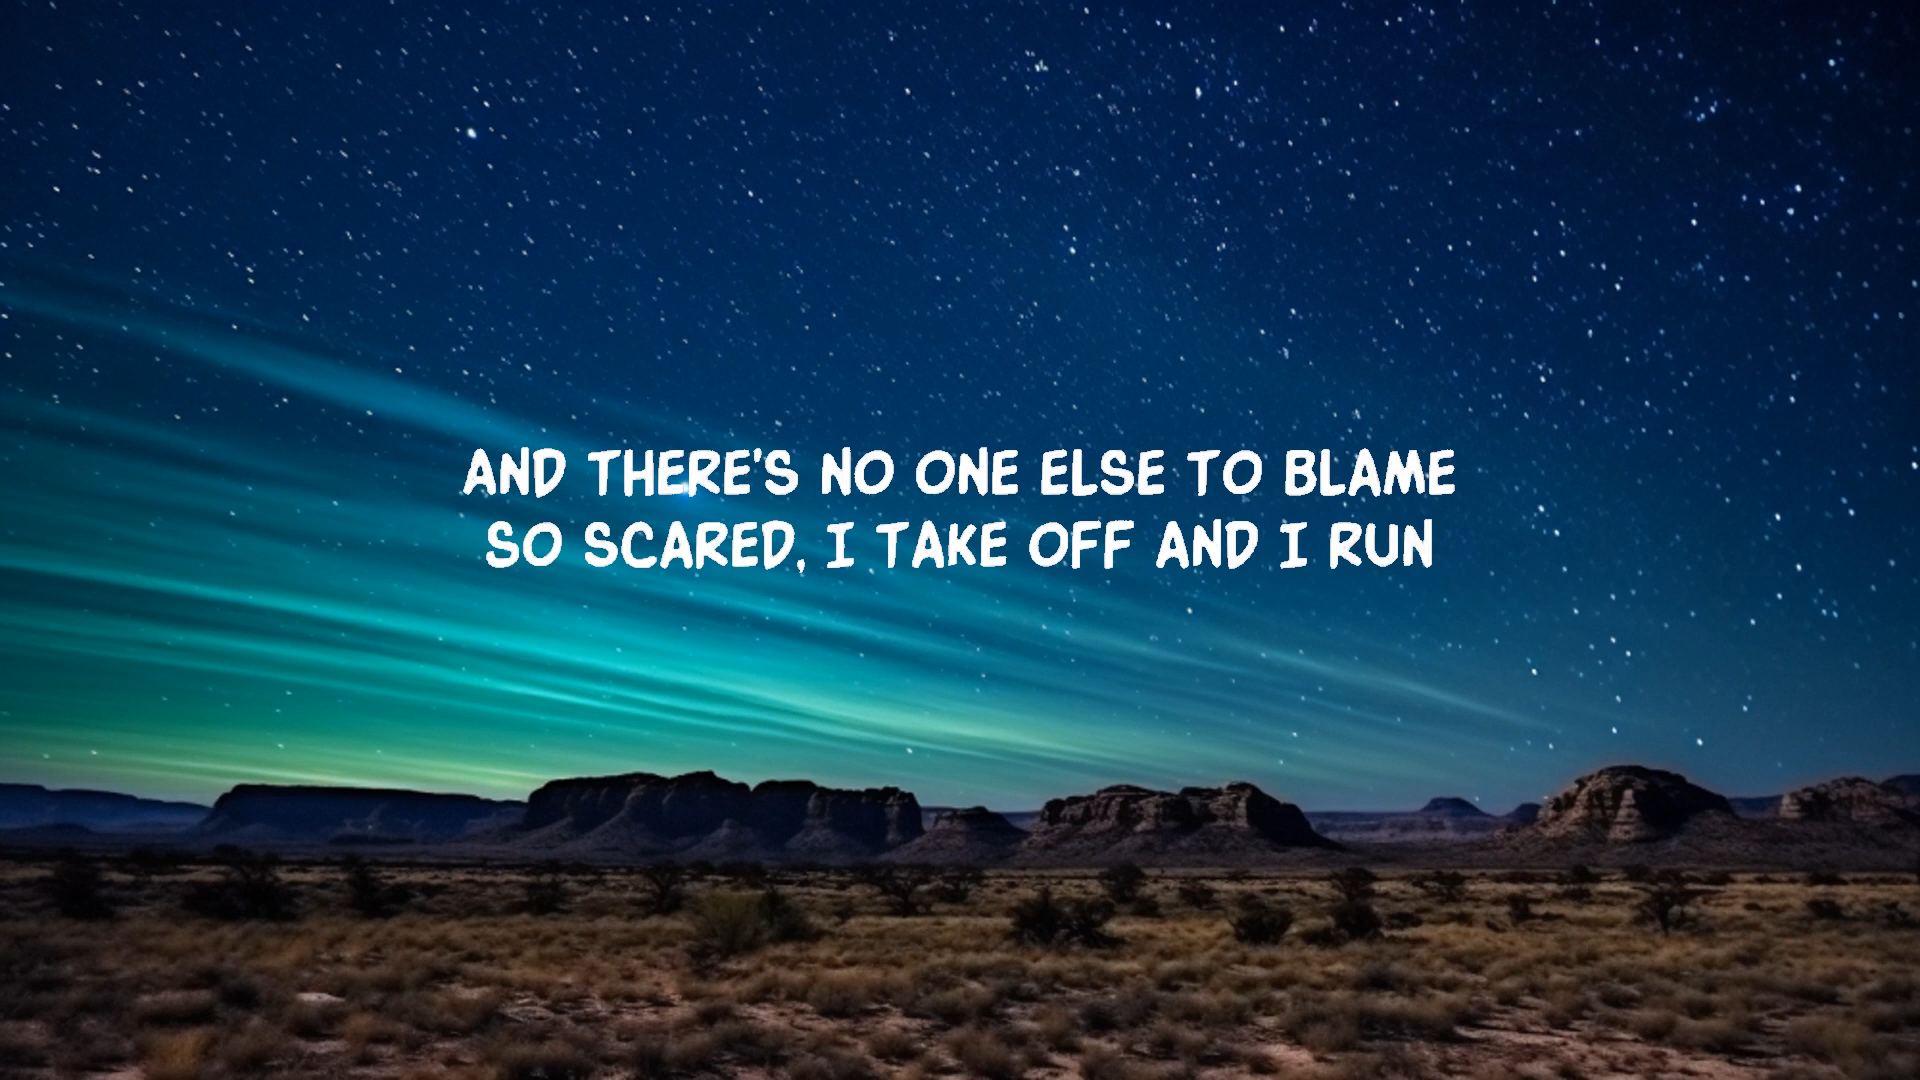 AND THERE'S NO ONE ELSE TO BLAME
SO SCARED, I TAKE OFF AND I RUN